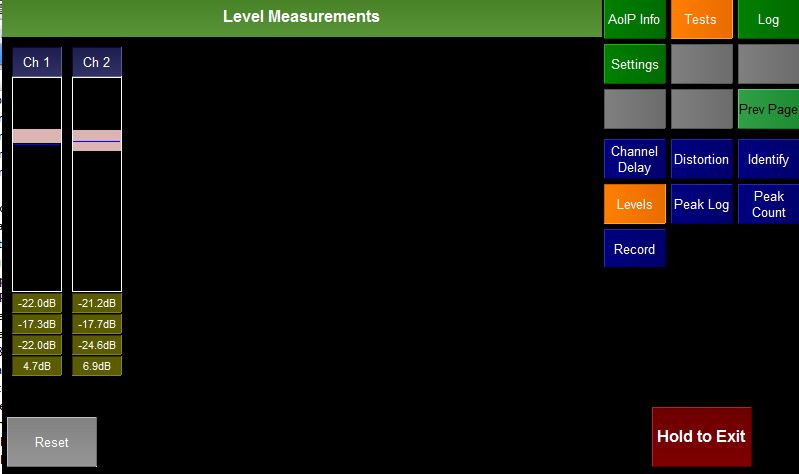 Level Measurements
AoIP Info
Tests
Log
Settings
Prev Page
Ch 1
Ch 2
Channel
Delay
Distortion
Identify
Levels
Peak Log
Peak
Count
Record
-22.0dB
-21.2dB
-17.3dB
-17.7dB
-22.0dB
-24.6dB
4.7dB
6.9dB
Reset
Hold to Exit